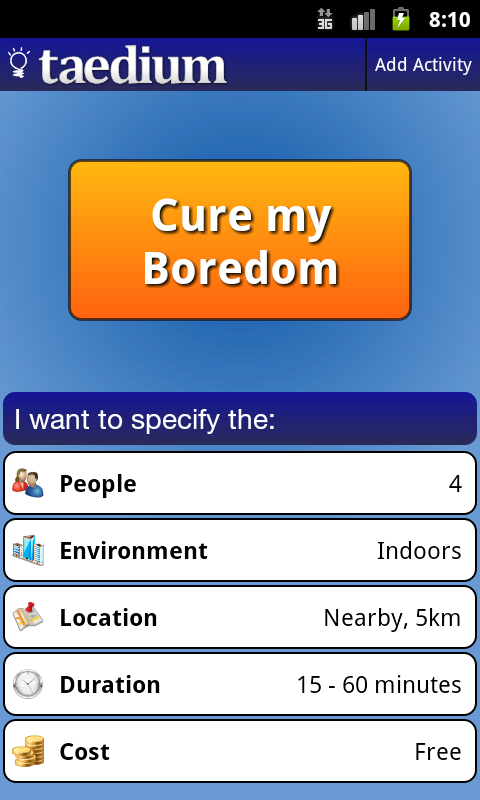 3G 8:10
taedium Add Activity
Cure my
Boredom
I want to specify the:
People 4
Environment Indoors
Location Nearby, 5km
Duration 15 - 60 minutes
Cost Free